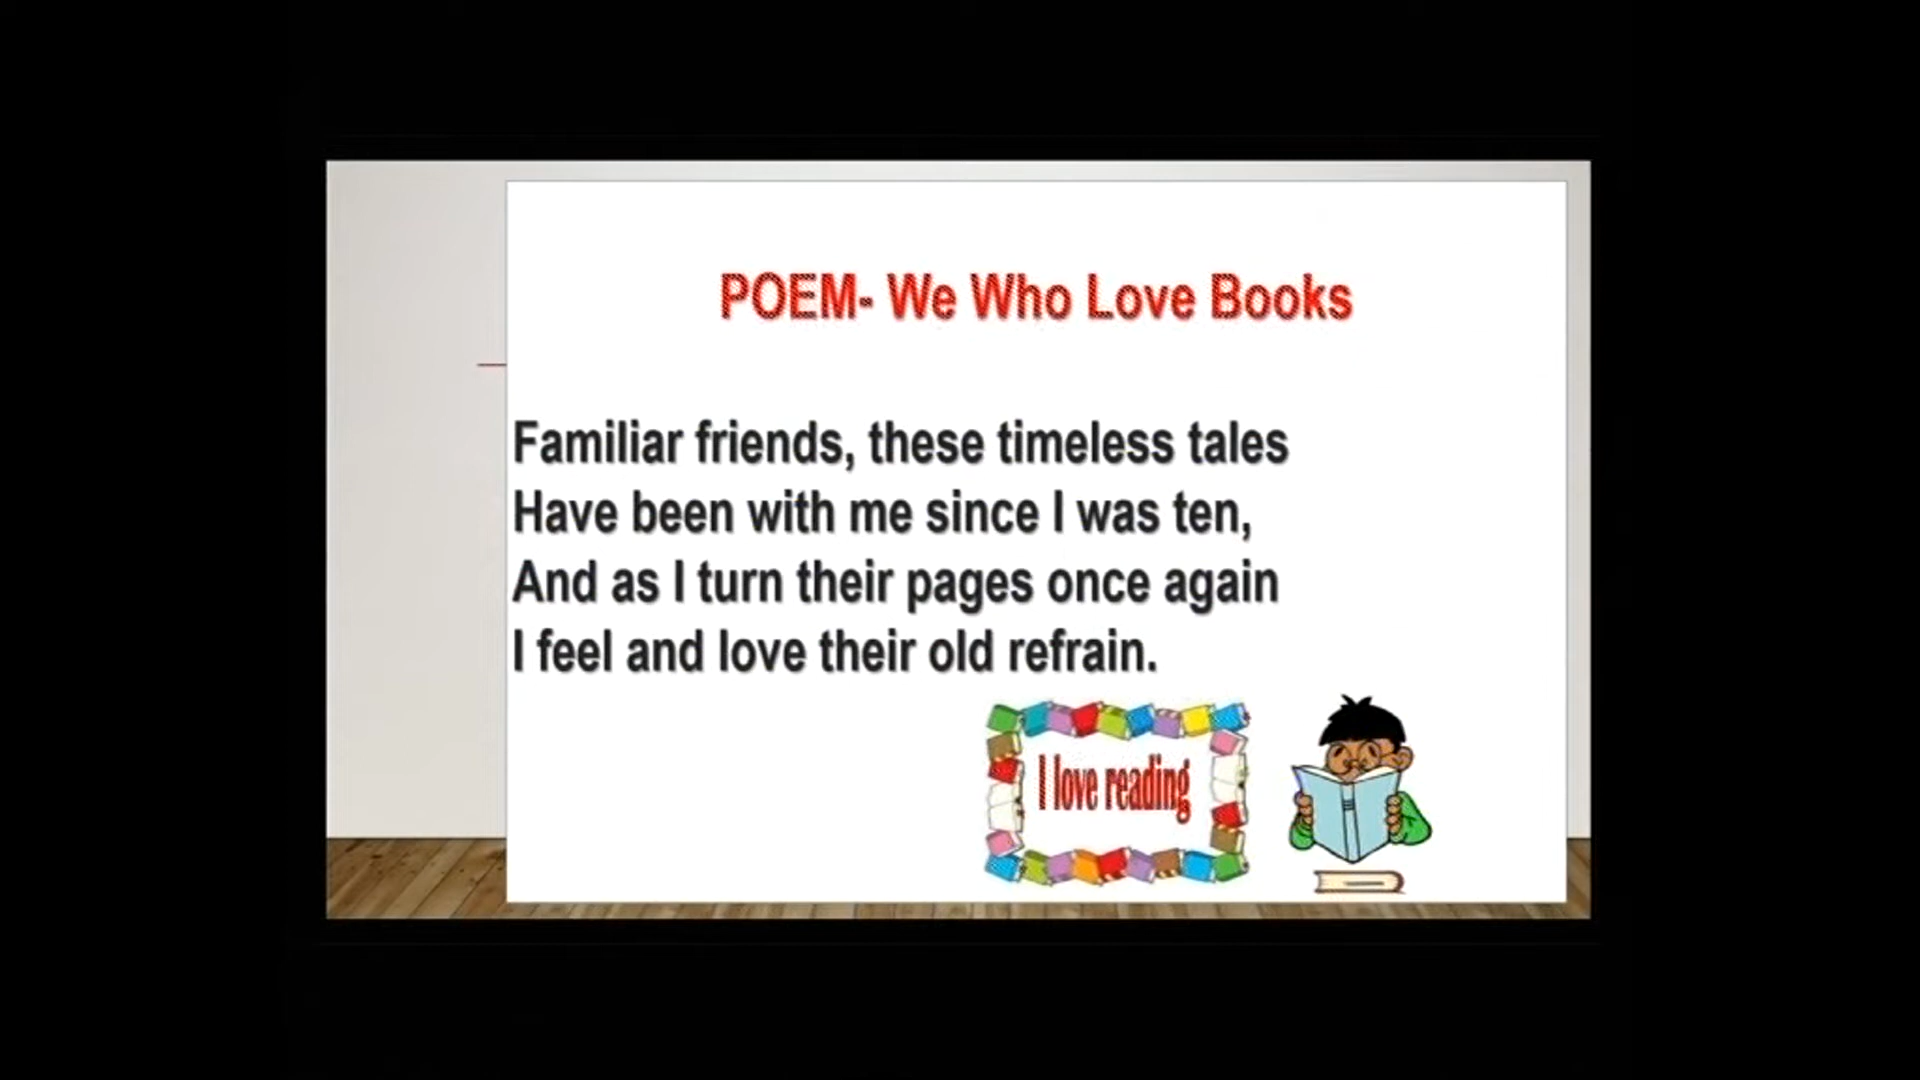 POEM- We Who Love Books
Familiar friends, these timeless tales
Have been with me since I was ten,
And as I turn their pages once again
I feel and love their old refrain.
I love reading